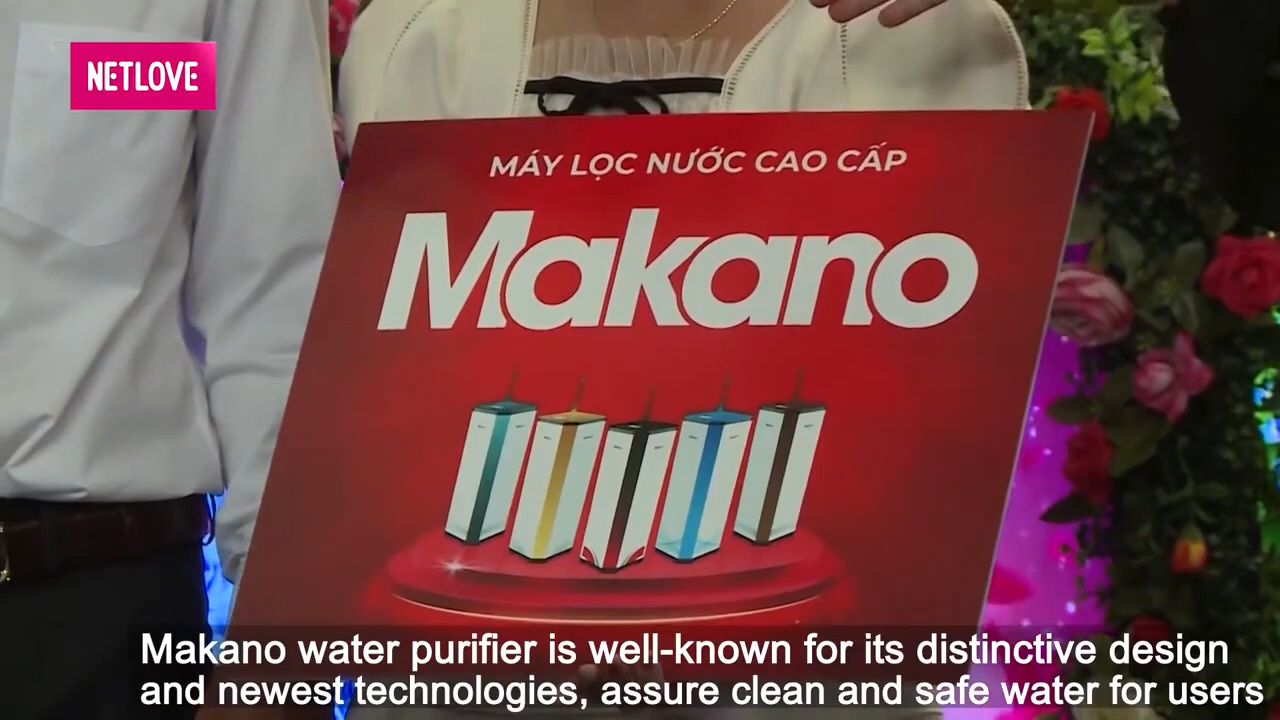 NETLOVE
MÁY LỌC NƯỚC CAO CẤP
Makano
Makano water purifier is well-known for its distinctive design
and newest technologies, assure clean and safe water for users